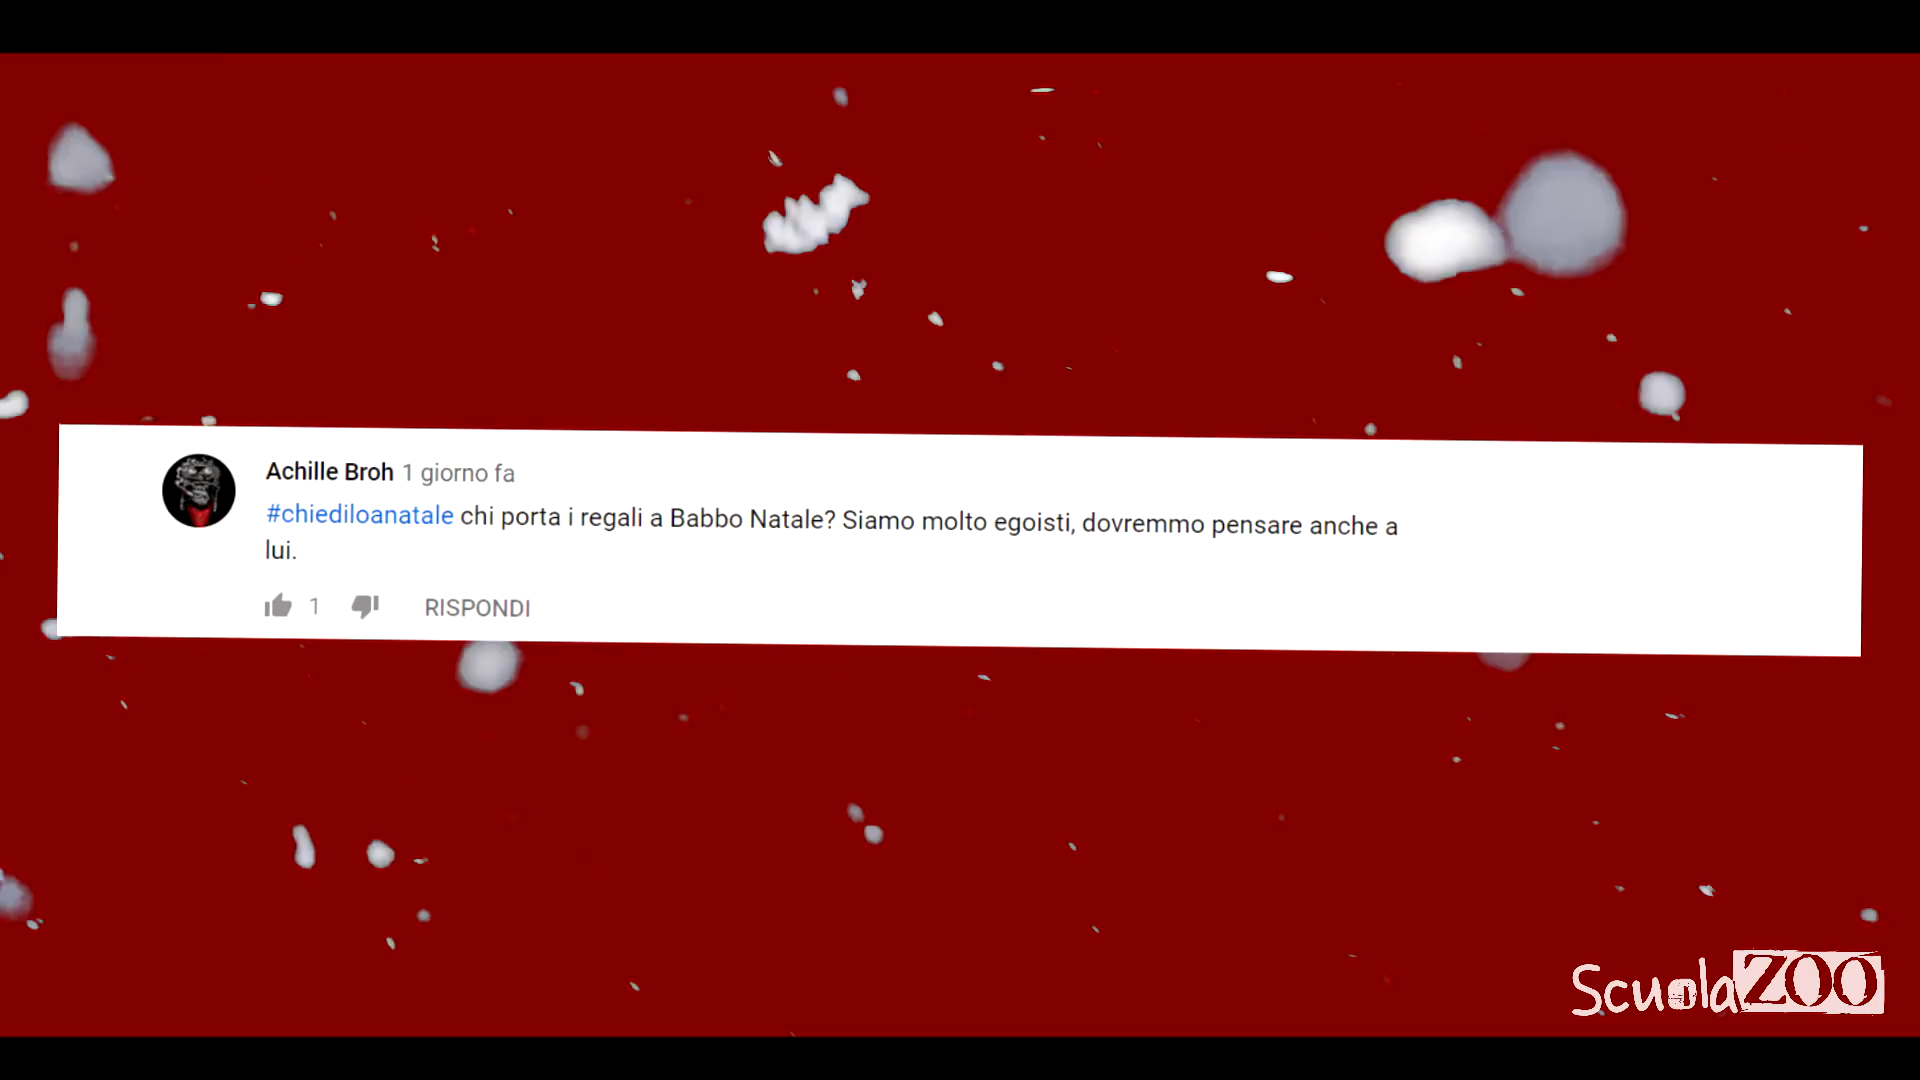 Achille Broh 1 giorno fa
#chiediloanatale chi porta i regali a Babbo Natale? Siamo molto egoisti, dovremmo pensare anche a
lui.
1 RISPONDI
ScuolaZOO